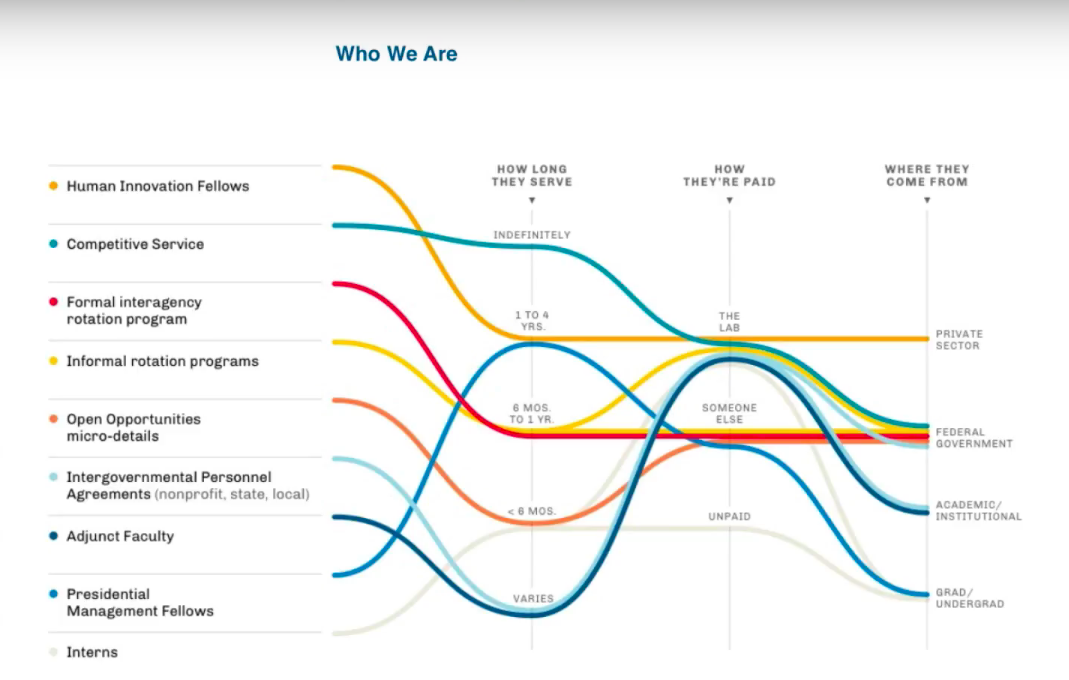 Who We Are
HOW LONG
THEY SERVE
HOW
THEY'RE PAID
WHERE THEY
COME FROM
Human Innovation Fellows
Competitive Service
Formal interagency
rotation program
Informal rotation programs
Open Opportunities
micro-details
Intergovernmental Personnel
Agreements (nonprofit, state, local)
Adjunct Faculty
Presidential
Management Fellows
Interns
INDEFINITELY
1 TO 4
YRS.
6 MOS.
TO 1 YR.
< 6 MOS.
VARIES
THE
LAB
SOMEONE
ELSE
UNPAID
PRIVATE
SECTOR
FEDERAL
GOVERNMENT
ACADEMIC/
INSTITUTIONAL
GRAD/
UNDERGRAD